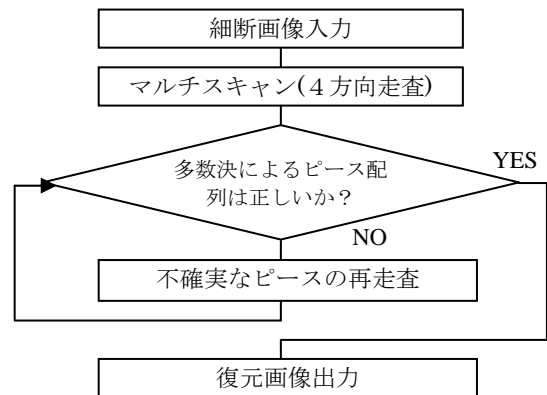 細断画像入力
マルチスキャン(４方向走査)
多数決によるピース配
列は正しいか？
YES
NO
不確実なピースの再走査
復元画像出力